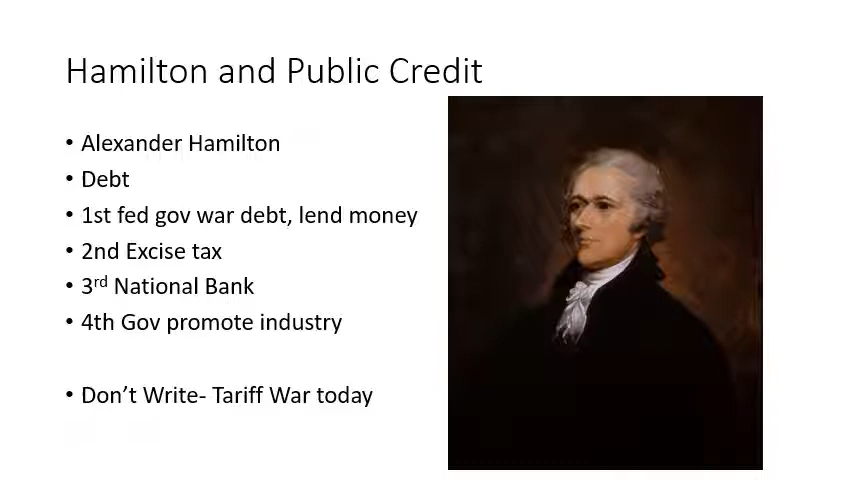 Hamilton and Public Credit
• Alexander Hamilton
• Debt
• 1st fed gov war debt, lend money
• 2nd Excise tax
• 3rd National Bank
• 4th Gov promote industry
• Don’t Write- Tariff War today